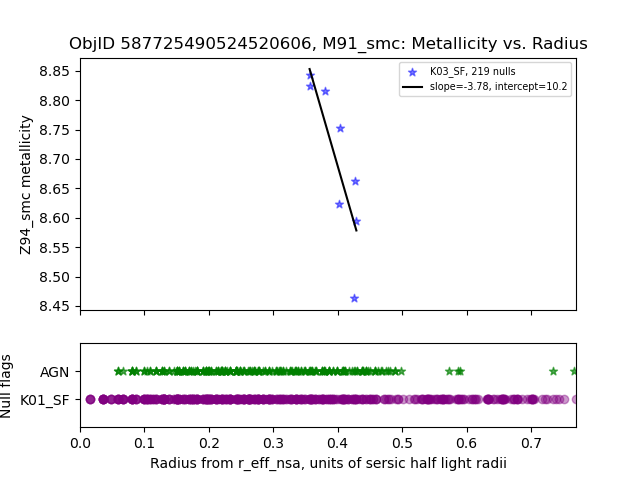 ObjID 587725490524520606, M91_smc: Metallicity vs. Radius
K03_SF, 219 nulls
slope=-3.78, intercept=10.2
Z94_smc metallicity
8.85
8.80
8.75
8.70
8.65
8.60
8.55
8.50
8.45
Null flags
AGN
K01_SF
0.0 0.1 0.2 0.3 0.4 0.5 0.6 0.7
Radius from r_eff_nsa, units of sersic half light radii